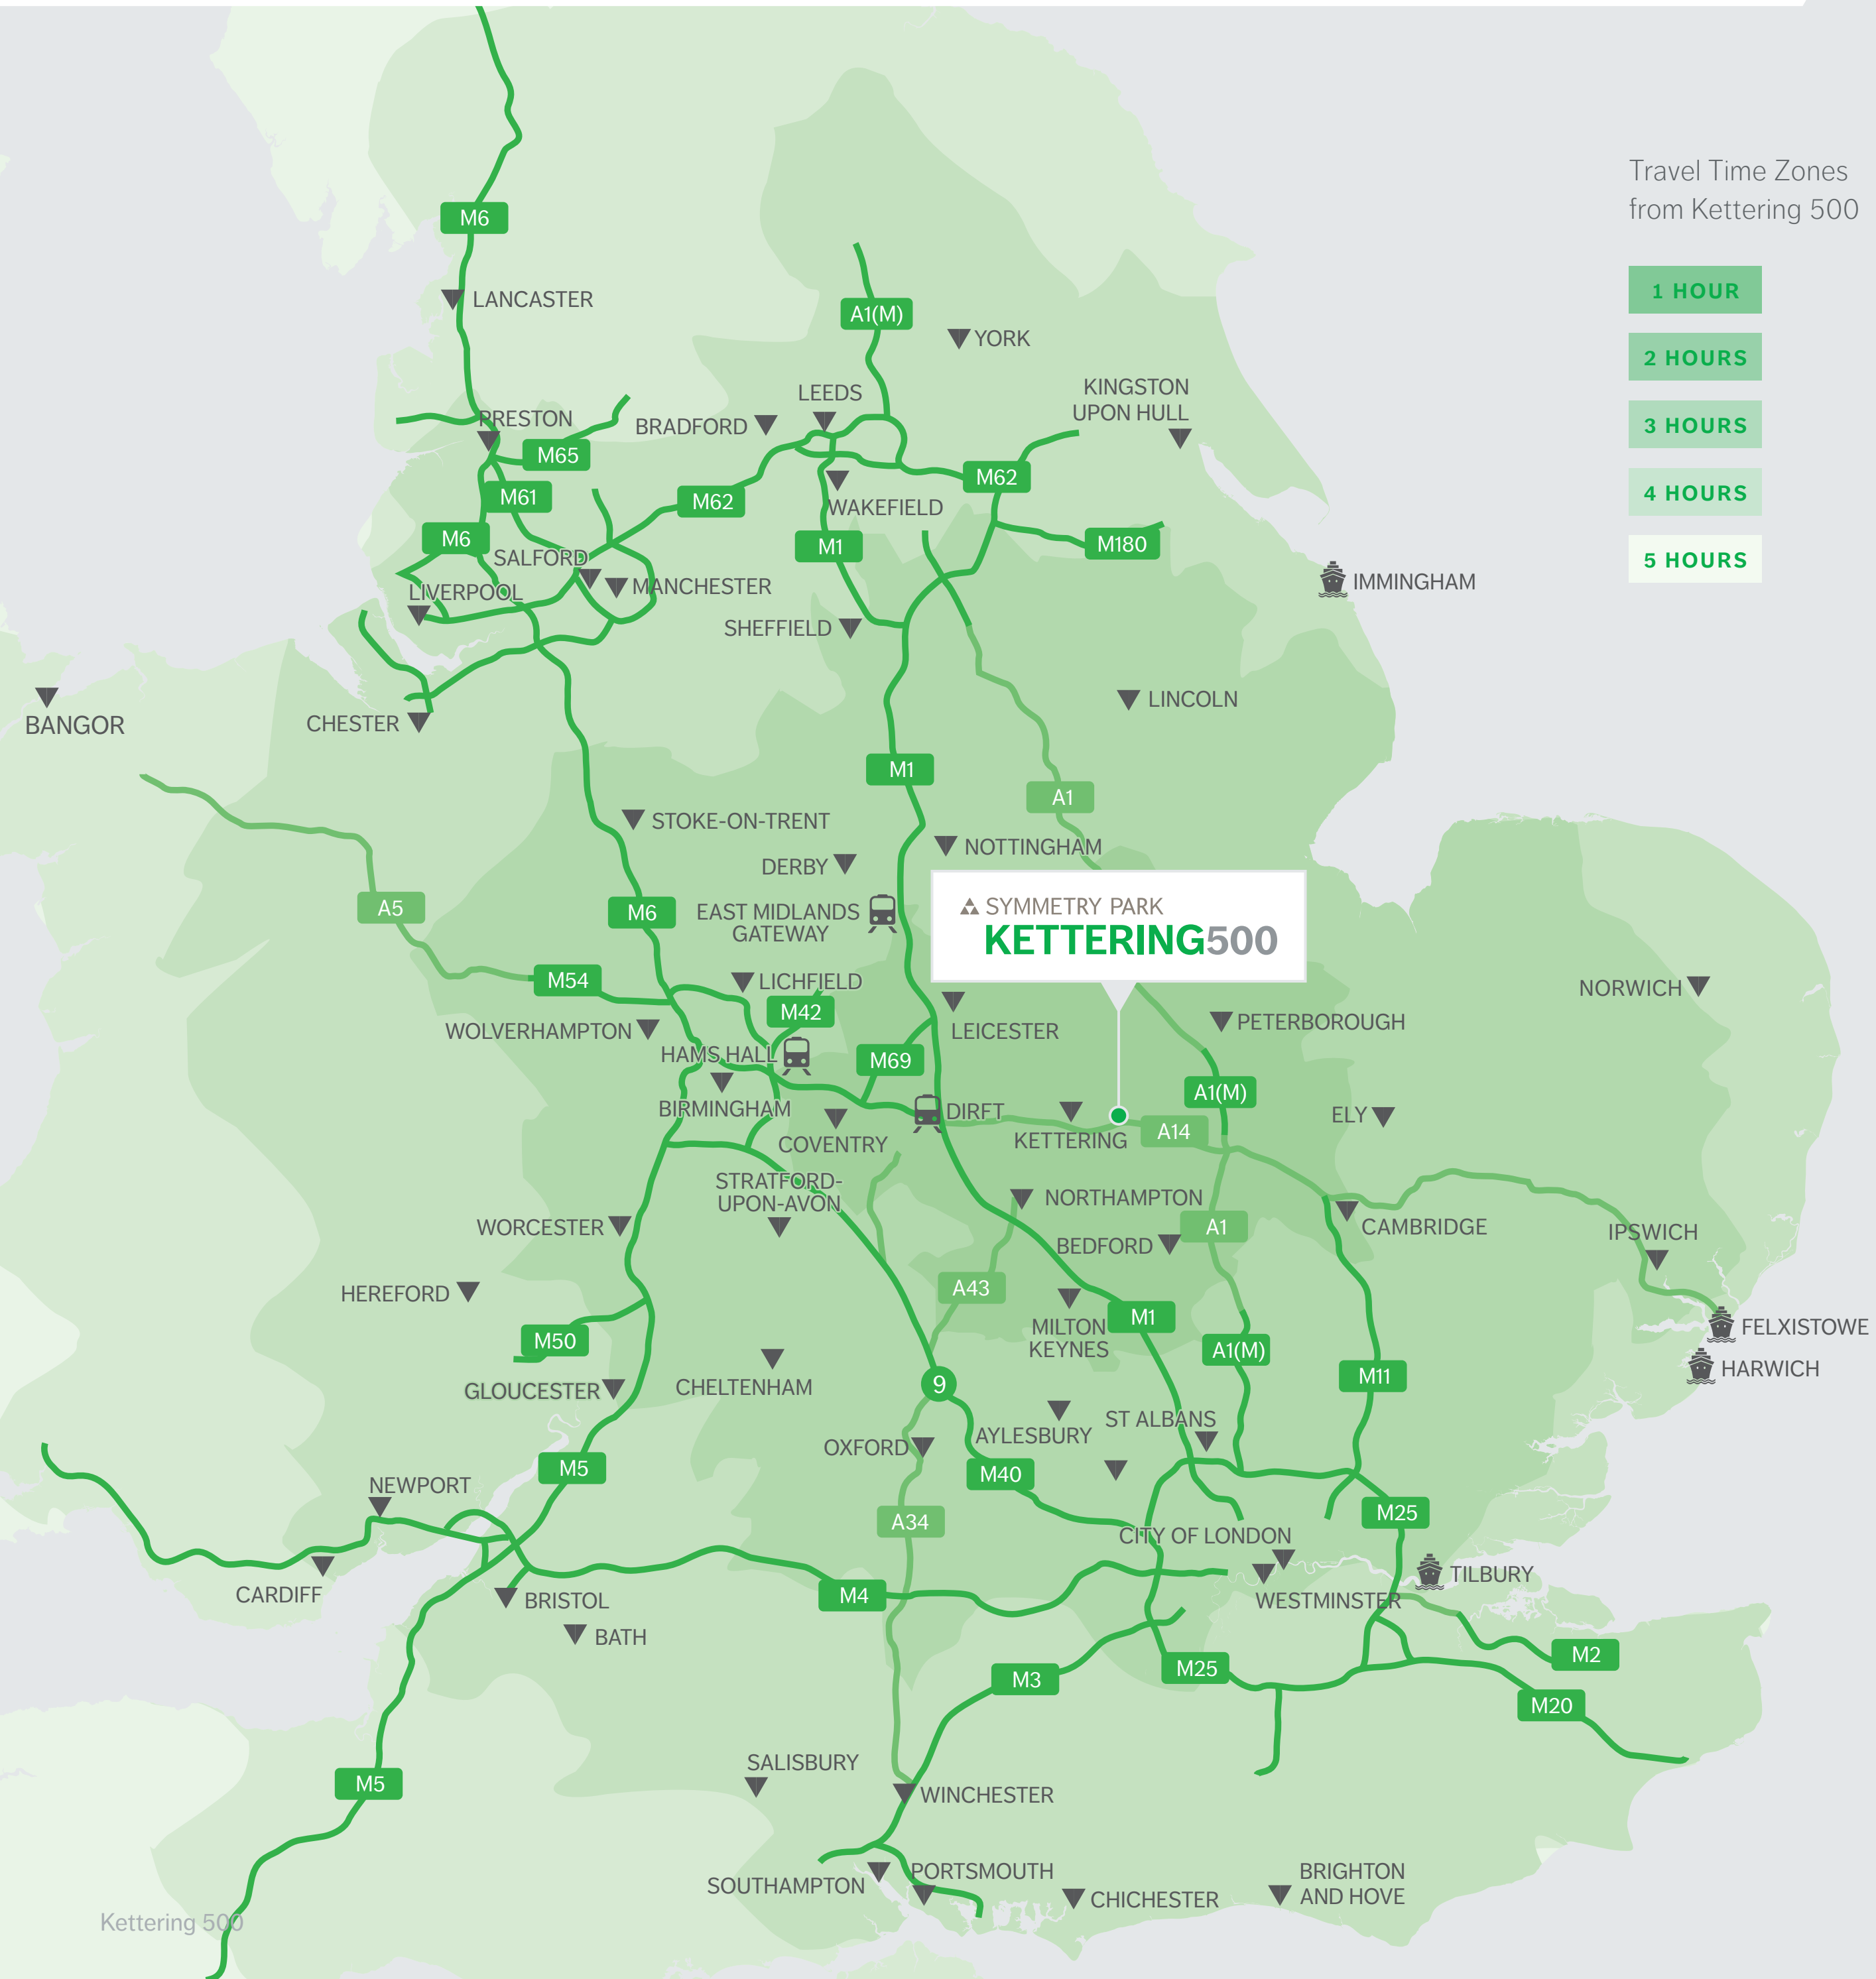 Travel Time Zones
from Kettering 500
1 HOUR
2 HOURS
3 HOURS
4 HOURS
5 HOURS
M6
LANCASTER
A1(M)
YORK
KINGSTON
UPON HULL
LEEDS
BRADFORD
PRESTON
M65
M61
M62
M62
WAKEFIELD
M6
M1
M180
SALFORD
MANCHESTER
LIVERPOOL
IMMINGHAM
SHEFFIELD
LINCOLN
BANGOR
CHESTER
M1
A1
STOKE-ON-TRENT
NOTTINGHAM
DERBY
A5
M6
EAST MIDLANDS
GATEWAY
SYMMETRY PARK
KETTERING500
M54
LICHFIELD
M42
NORWICH
WOLVERHAMPTON
LEICESTER
PETERBOROUGH
HAMS HALL
M69
A1(M)
BIRMINGHAM
DIRFT
ELY
COVENTRY
KETTERING
A14
STRATFORD-
UPON-AVON
NORTHAMPTON
WORCESTER
A1
CAMBRIDGE
IPSWICH
BEDFORD
HEREFORD
A43
MILTON
KEYNES
M1
FELXISTOWE
M50
A1(M)
HARWICH
M11
GLOUCESTER
CHELTENHAM
9
ST ALBANS
AYLESBURY
OXFORD
M5
M40
NEWPORT
M25
A34
CITY OF LONDON
TILBURY
CARDIFF
BRISTOL
M4
WESTMINSTER
BATH
M2
M3
M25
M20
SALISBURY
M5
WINCHESTER
SOUTHAMPTON
PORTSMOUTH
CHICHESTER
BRIGHTON
AND HOVE
Kettering 500